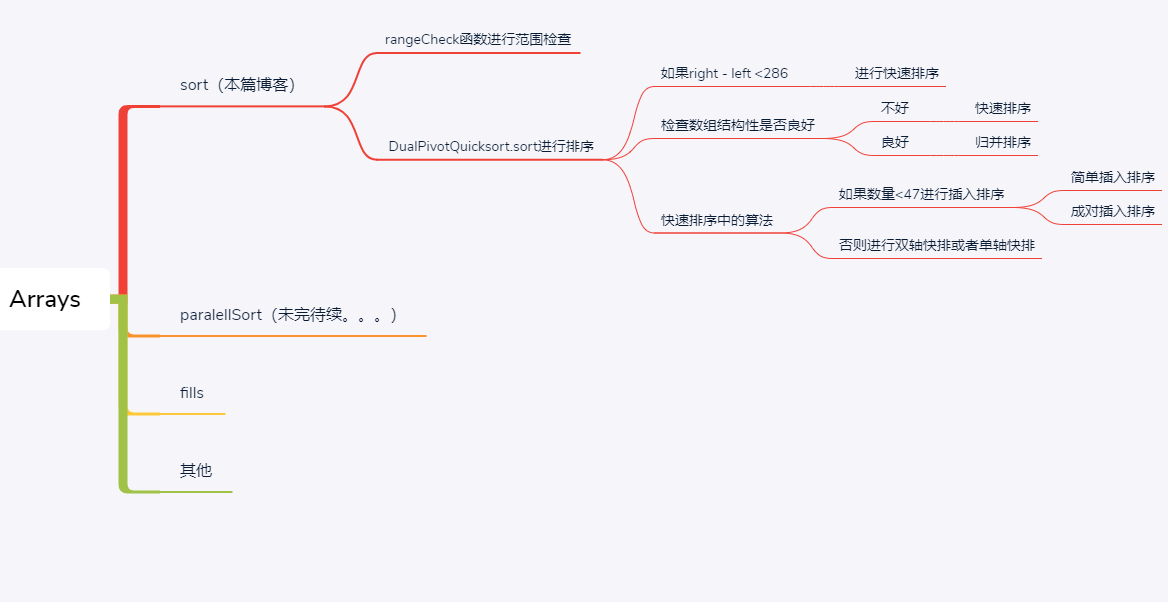 Arrays
sort（本篇博客）
rangeCheck函数进行范围检查
DualPivotQuicksort.sort进行排序
如果right - left <286
进行快速排序
检查数组结构性是否良好
不好
快速排序
良好
归并排序
快速排序中的算法
如果数量<47进行插入排序
简单插入排序
成对插入排序
否则进行双轴快排或者单轴快排
paralellSort（未完待续。。。）
fills
其他